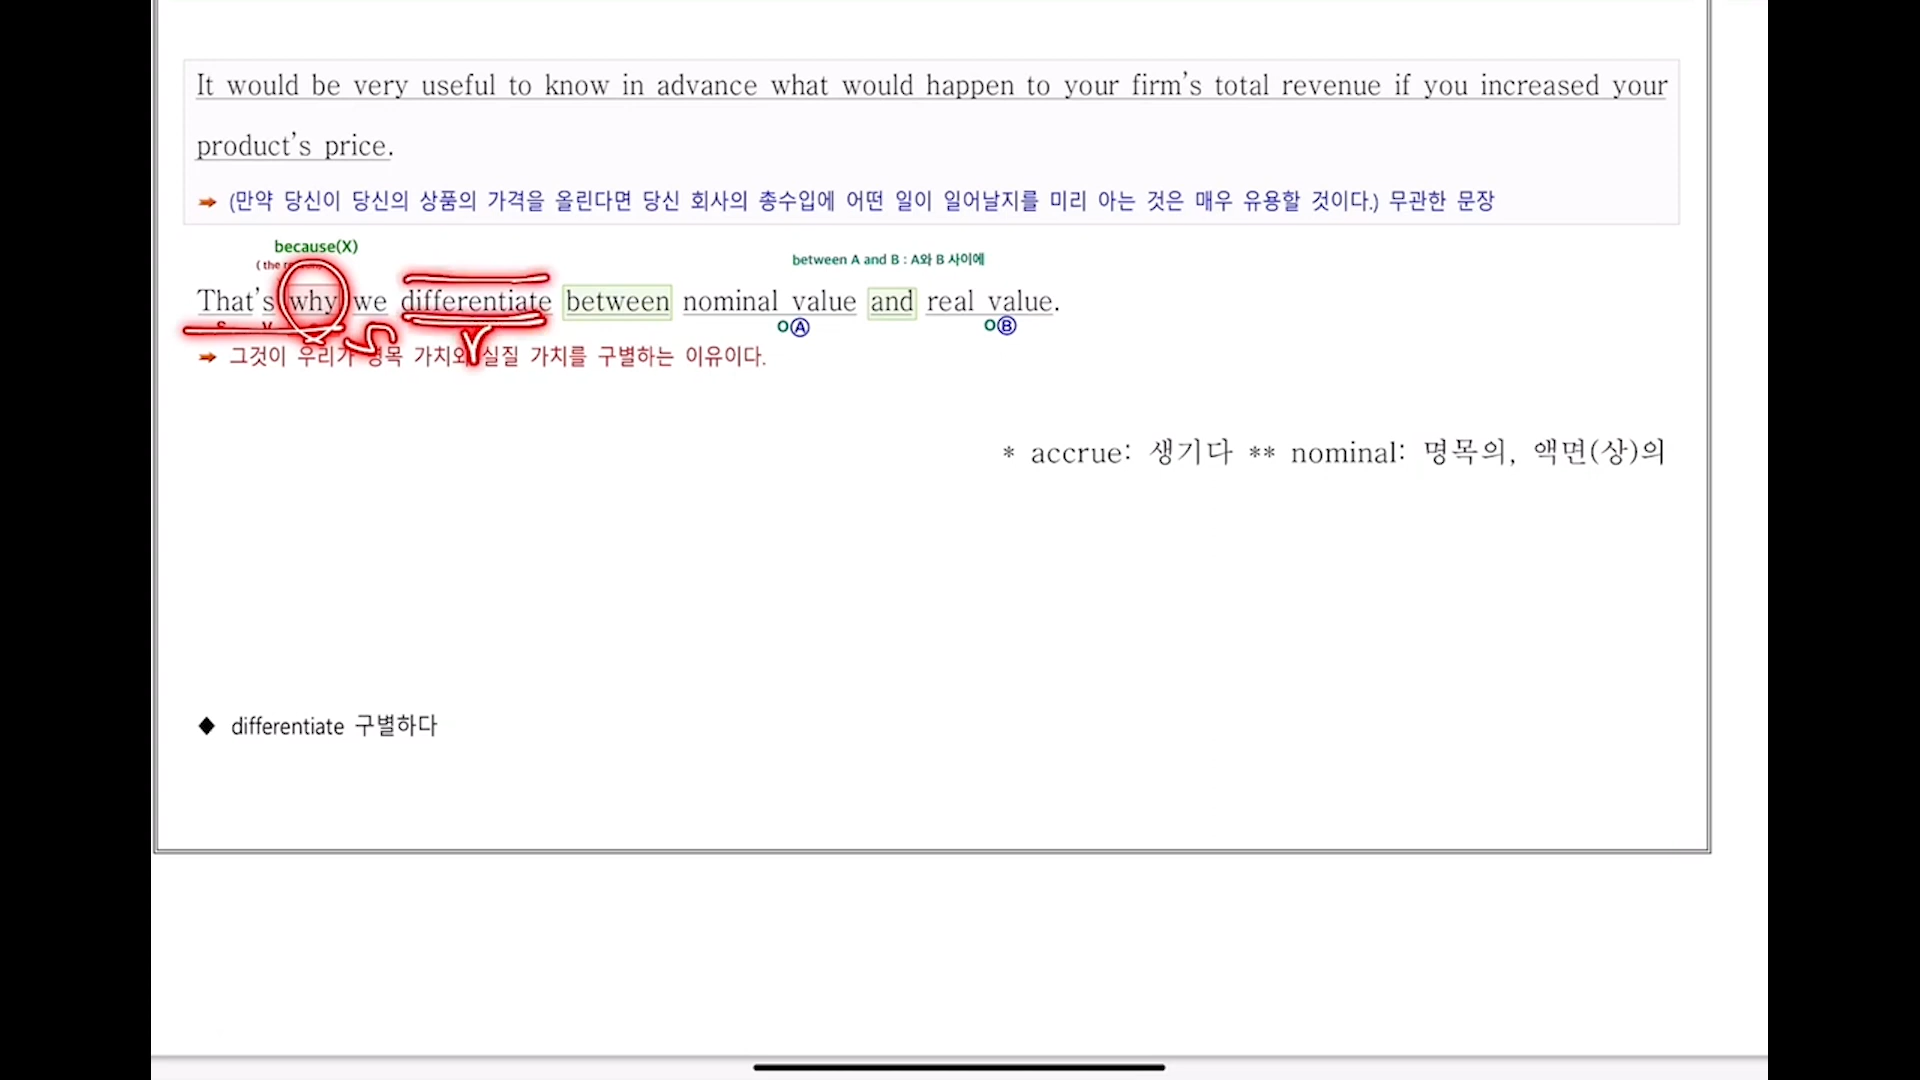 It would be very useful to know in advance what would happen to your firm's total revenue if you increased your
product's price.
➡ (만약 당신이 당신의 상품의 가격을 올린다면 당신 회사의 총수입에 어떤 일이 일어날지를 미리 아는 것은 매우 유용할 것이다.) 무관한 문장
because(X)
( the
between A and B : A와 B 사이에
That's why we differentiate between nominal value and real value.
S V S V O Ⓐ O Ⓑ
➡ 그것이 우리가 명목 가치와 실질 가치를 구별하는 이유이다.
* accrue: 생기다 ** nominal: 명목의, 액면(상)의
◆ differentiate 구별하다